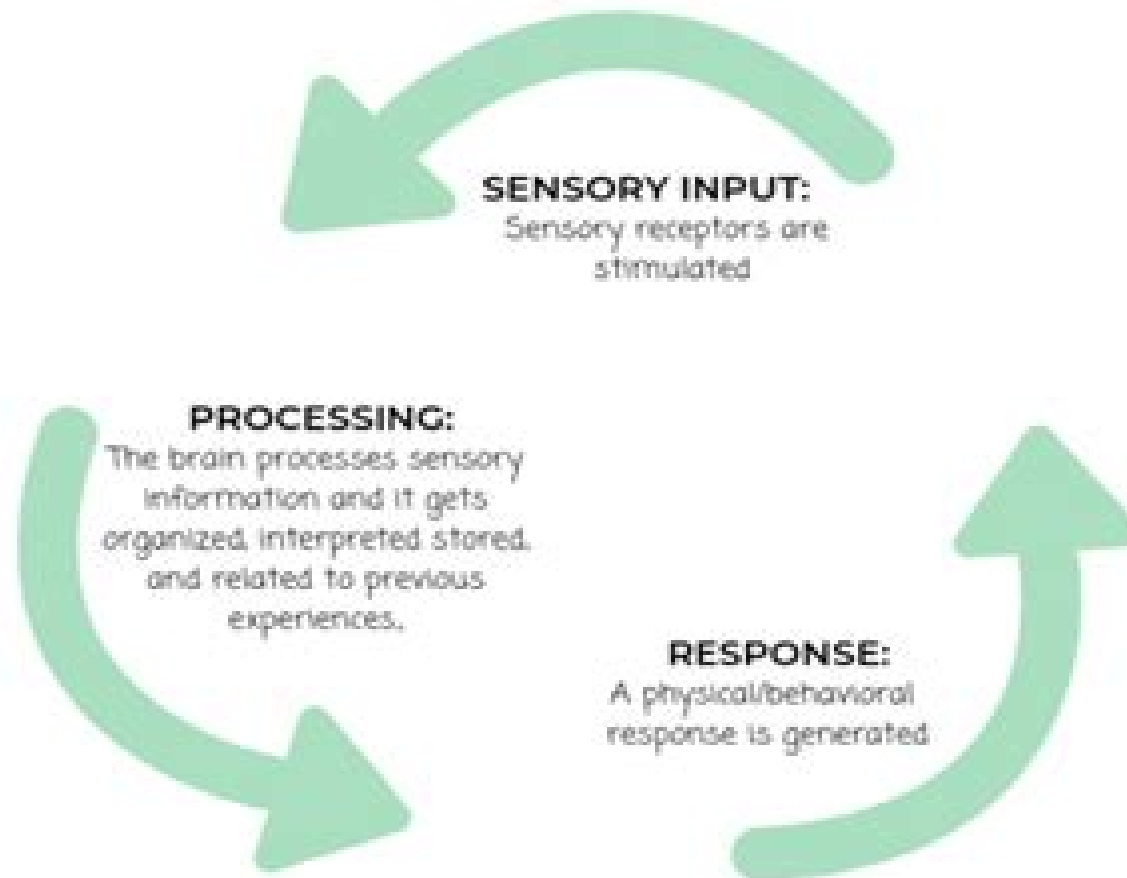 SENSORY INPUT:
Sensory receptors are
stimulated
PROCESSING:
The brain processes sensory
information and it gets
organized, interpreted stored,
and related to previous
experiences.
RESPONSE:
A physical/behavioral
response is generated